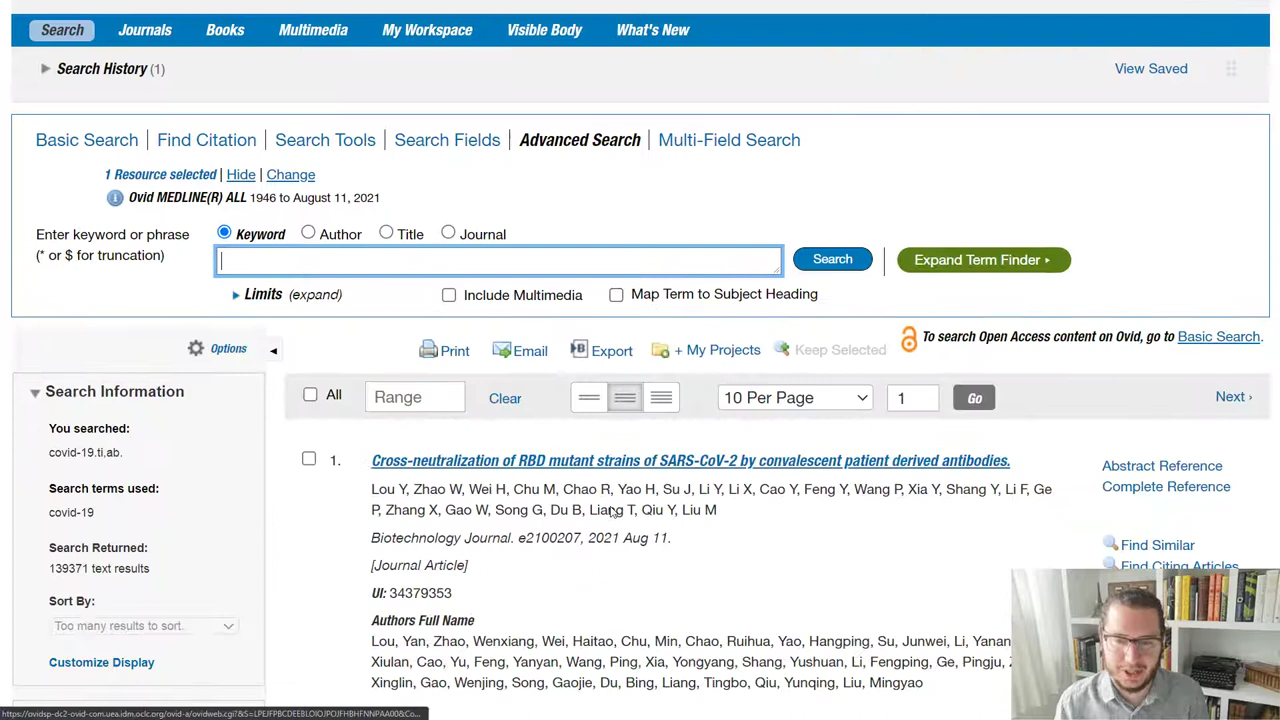 Search Journals Books Multimedia My Workspace Visible Body What's New
Search History (1) View Saved
Basic Search Find Citation Search Tools Search Fields Advanced Search Multi-Field Search
1 Resource selected | Hide | Change
Ovid MEDLINE(R) ALL 1946 to August 11, 2021
Enter keyword or phrase
(* or $ for truncation)
Keyword Author Title Journal
Search Expand Term Finder
Limits (expand) Include Multimedia Map Term to Subject Heading
Options
Print Email Export + My Projects Keep Selected
To search Open Access content on Ovid, go to Basic Search.
Search Information
You searched:
covid-19.ti,ab.
Search terms used:
covid-19
Search Returned:
139371 text results
Sort By:
Too many results to sort.
Customize Display
All Range Clear 10 Per Page 1 Go Next ›
1. Cross-neutralization of RBD mutant strains of SARS-CoV-2 by convalescent patient derived antibodies.
Lou Y, Zhao W, Wei H, Chu M, Chao R, Yao H, Su J, Li Y, Li X, Cao Y, Feng Y, Wang P, Xia Y, Shang Y, Li F, Ge
P, Zhang X, Gao W, Song G, Du B, Liang T, Qiu Y, Liu M
Biotechnology Journal. e2100207, 2021 Aug 11.
[Journal Article]
UI: 34379353
Authors Full Name
Lou, Yan, Zhao, Wenxiang, Wei, Haitao, Chu, Min, Chao, Ruihua, Yao, Hangping, Su, Junwei, Li, Yanan,
Xiulan, Cao, Yu, Feng, Yanyan, Wang, Ping, Xia, Yongyang, Shang, Yushuan, Li, Fengping, Ge, Pingju,
Xinglin, Gao, Wenjing, Song, Gaojie, Du, Bing, Liang, Tingbo, Qiu, Yunqing, Liu, Mingyao
Abstract Reference
Complete Reference
Find Similar
Find Citing Articles